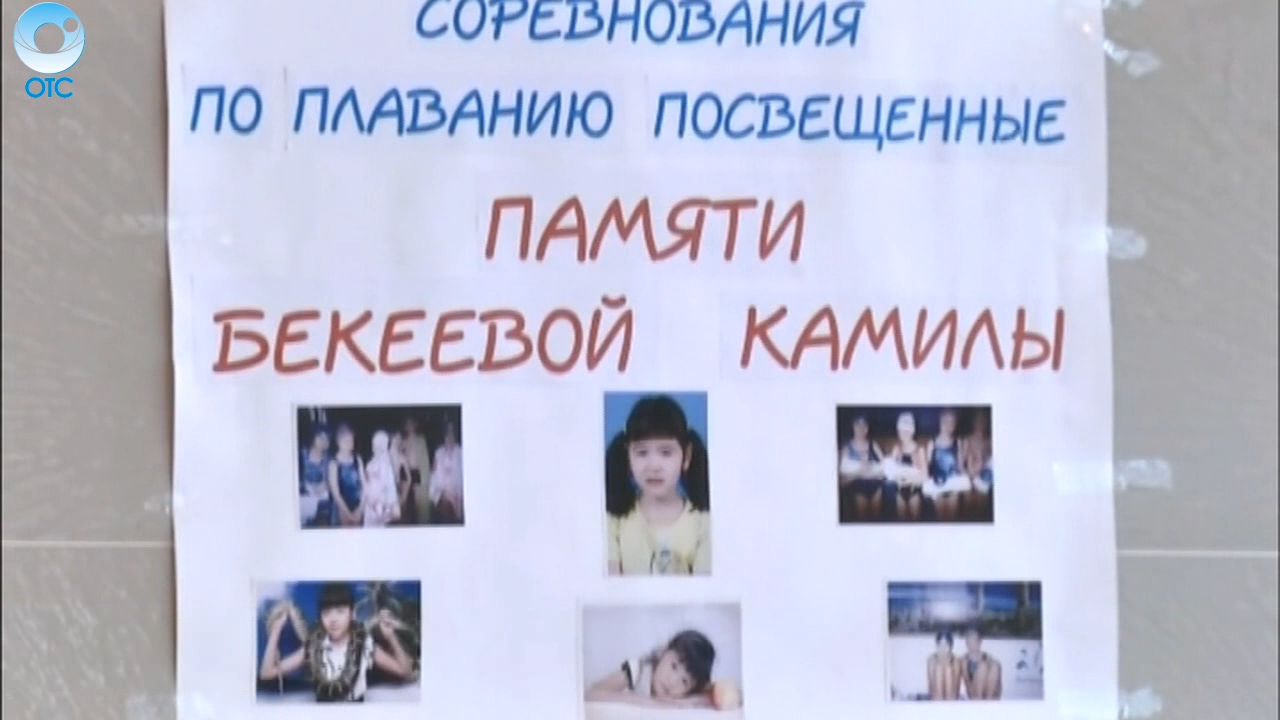 ОТС
СОРЕВНОВАНИЯ
ПО ПЛАВАНИЮ ПОСВЕЩЕННЫЕ
ПАМЯТИ
БЕКЕЕВОЙ КАМИЛЫ